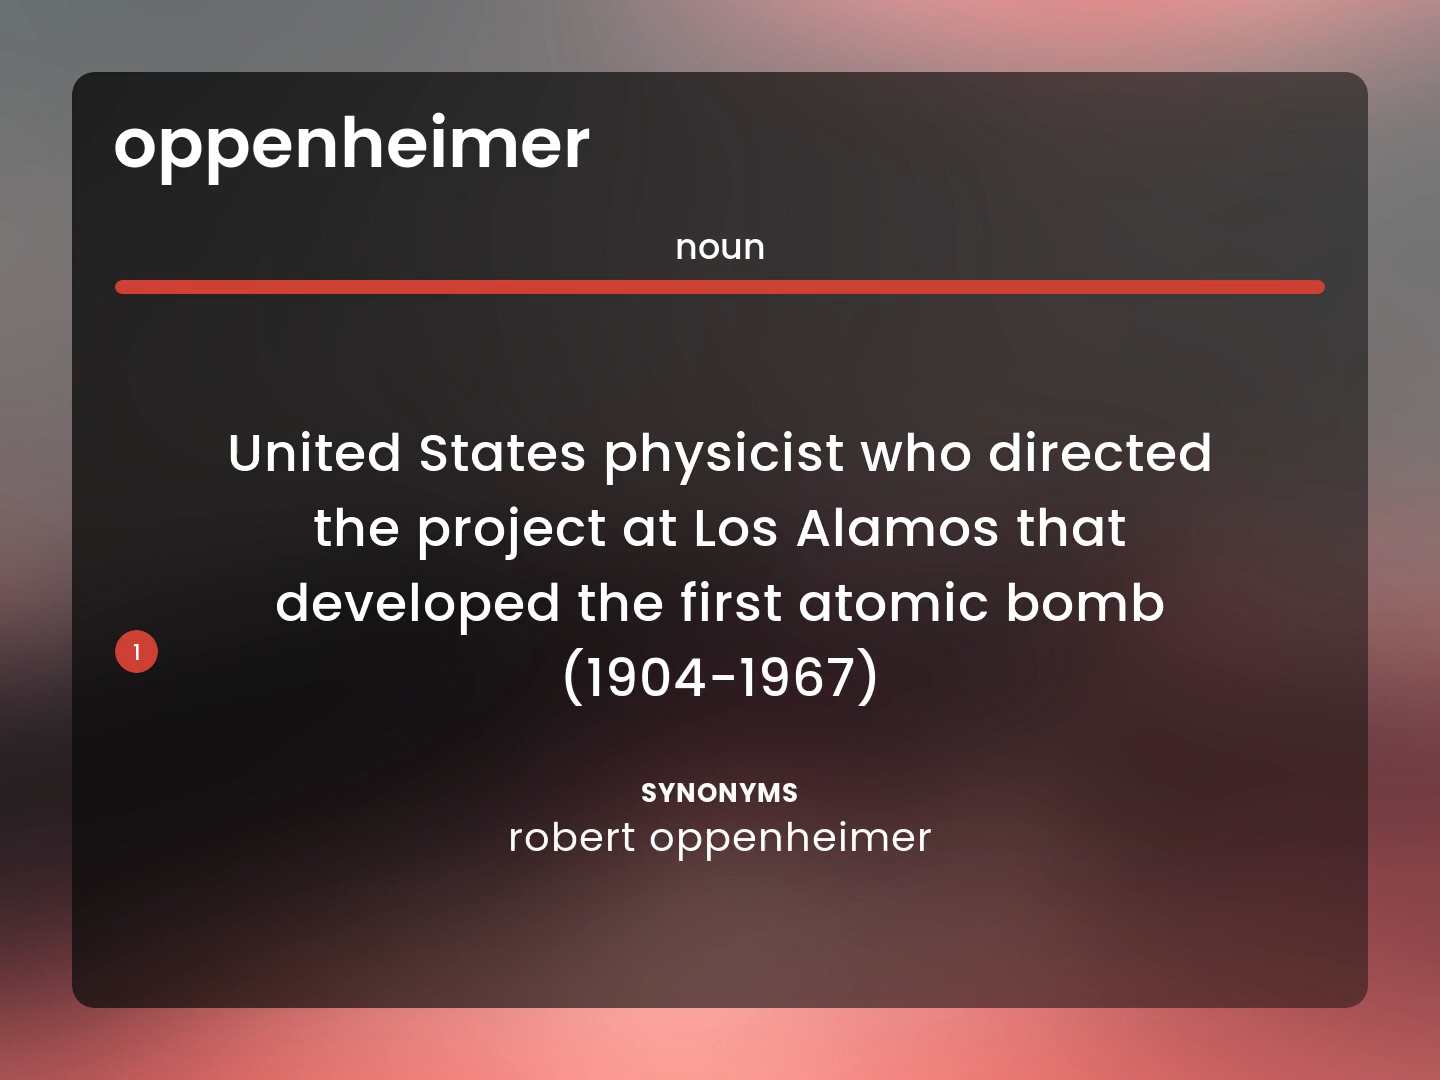 oppenheimer
noun
United States physicist who directed
the project at Los Alamos that
developed the first atomic bomb
(1904-1967)
1
SYNONYMS
robert oppenheimer